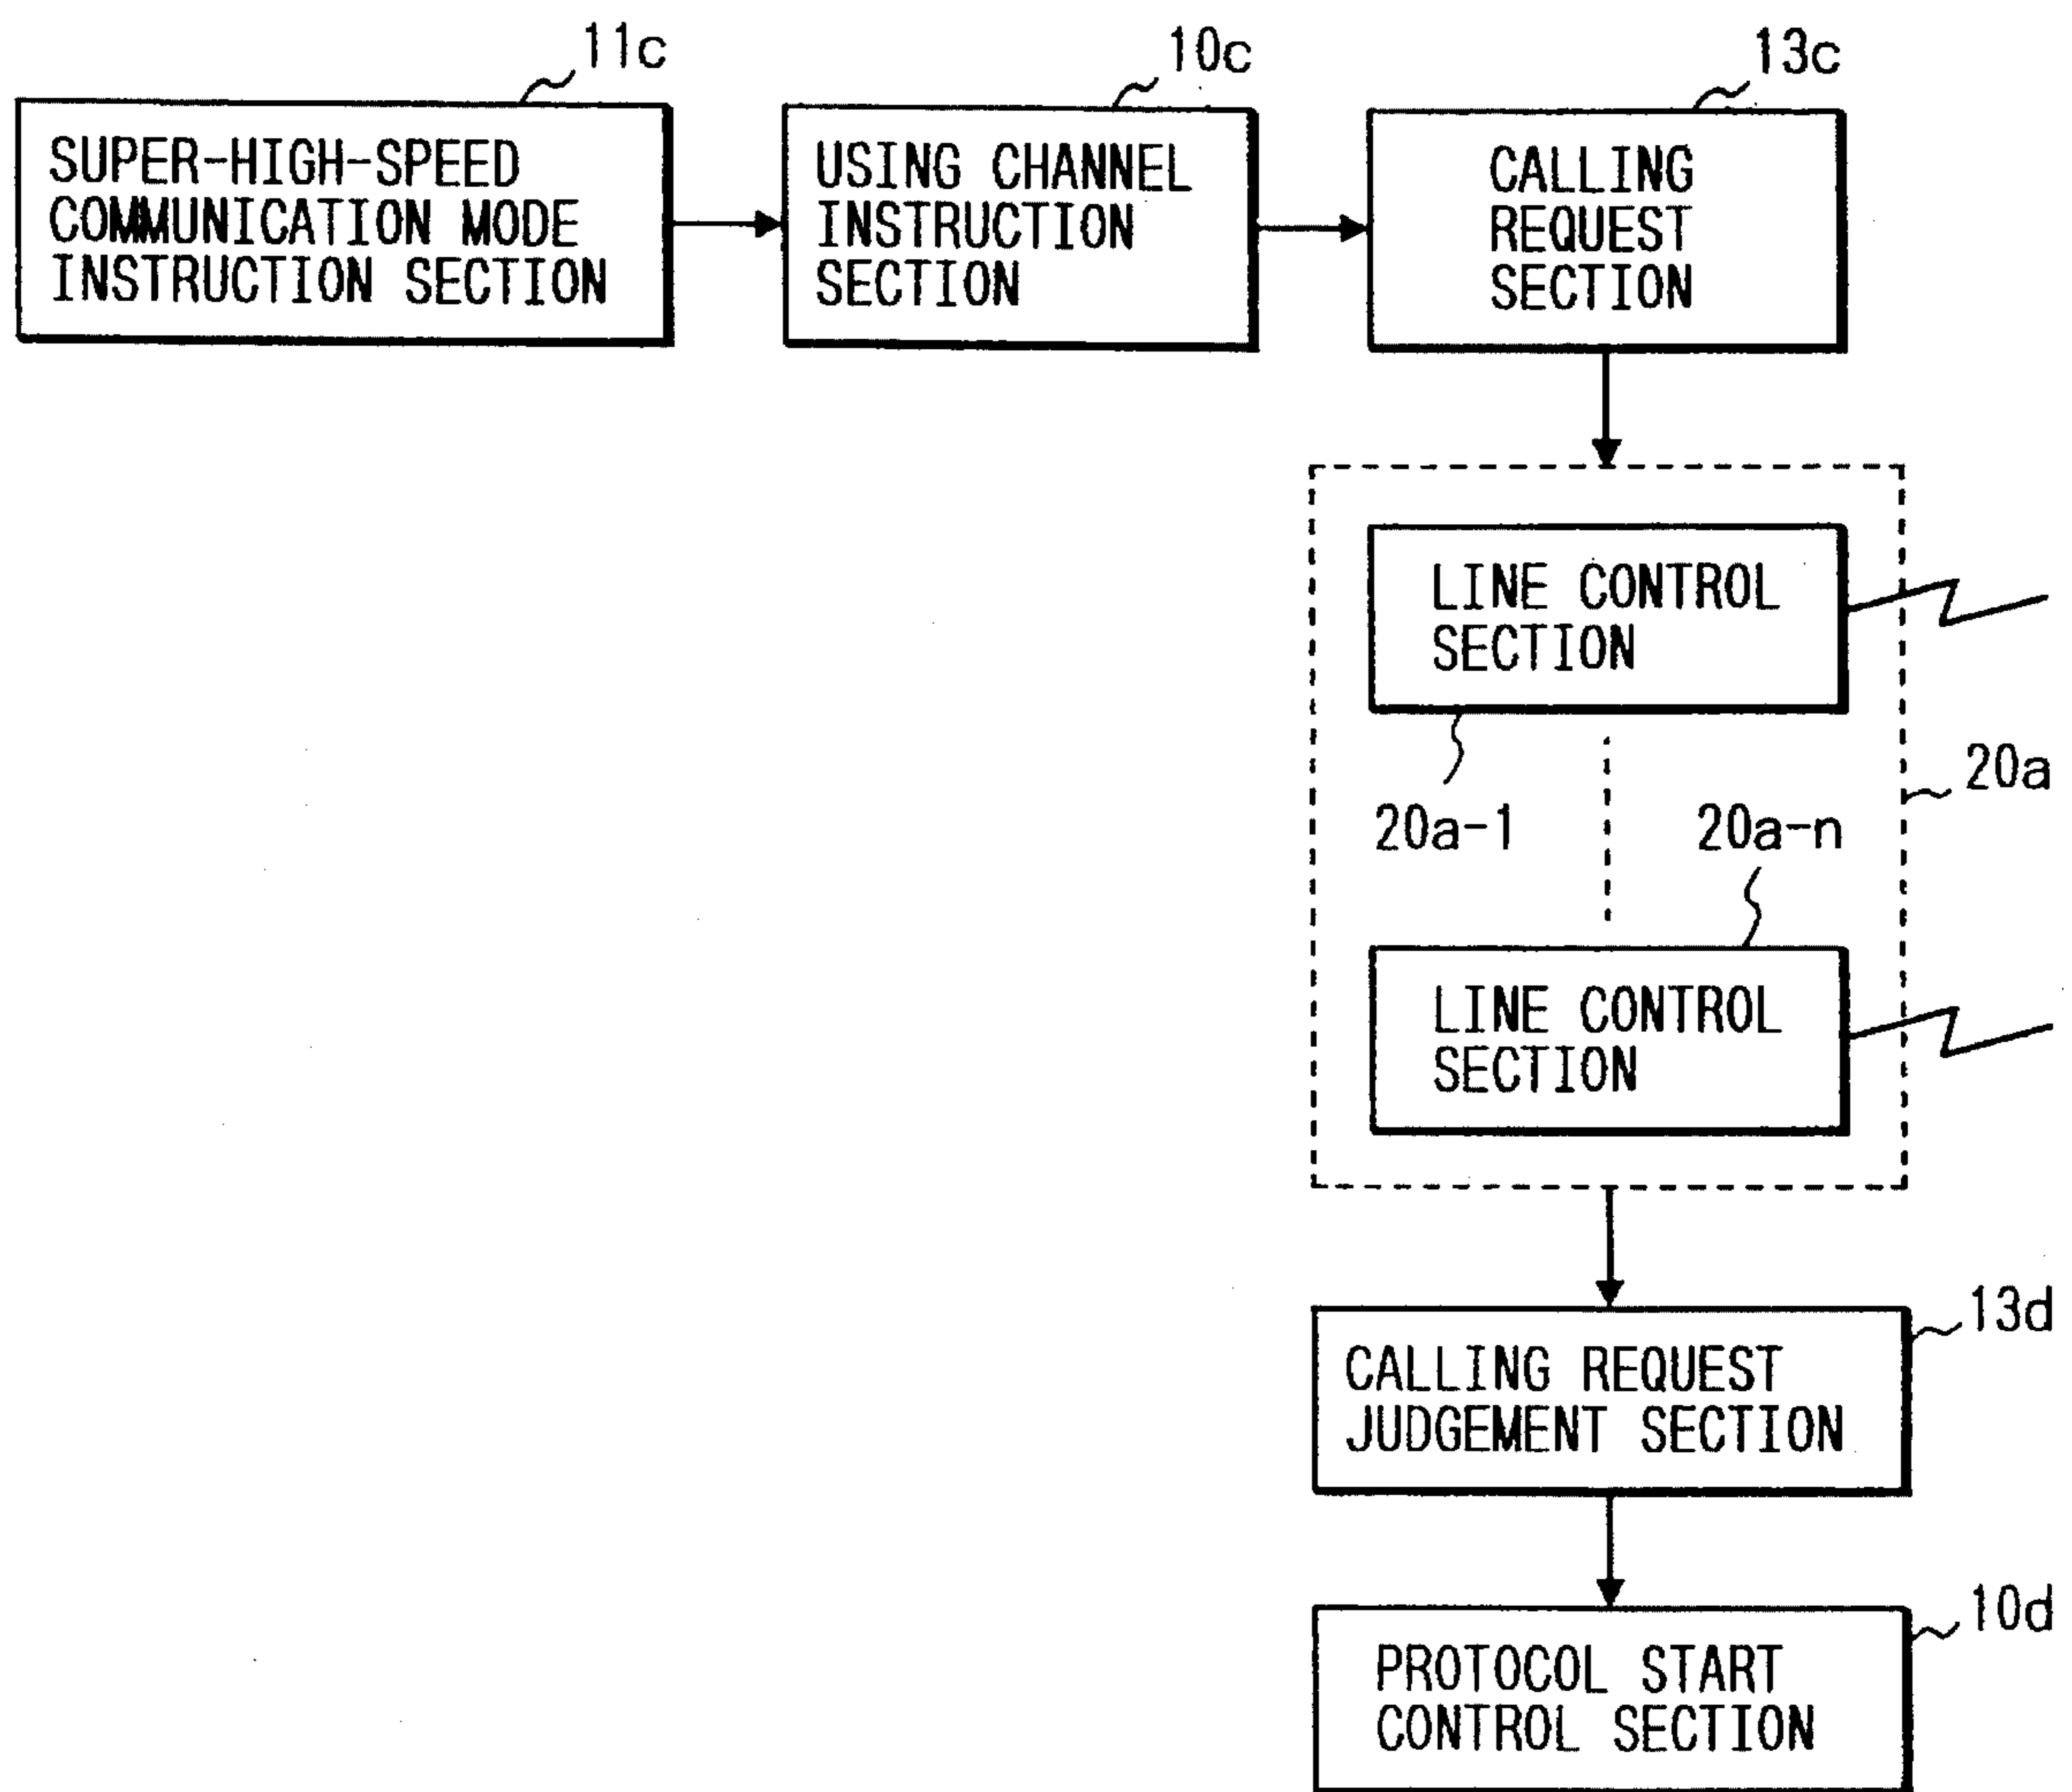 11c
10c
13c
SUPER-HIGH-SPEED
COMMUNICATION MODE
INSTRUCTION SECTION
USING CHANNEL
INSTRUCTION
SECTION
CALLING
REQUEST
SECTION
LINE CONTROL
SECTION
20a
20a-1
20a-n
LINE CONTROL
SECTION
13d
CALLING REQUEST
JUDGEMENT SECTION
10d
PROTOCOL START
CONTROL SECTION